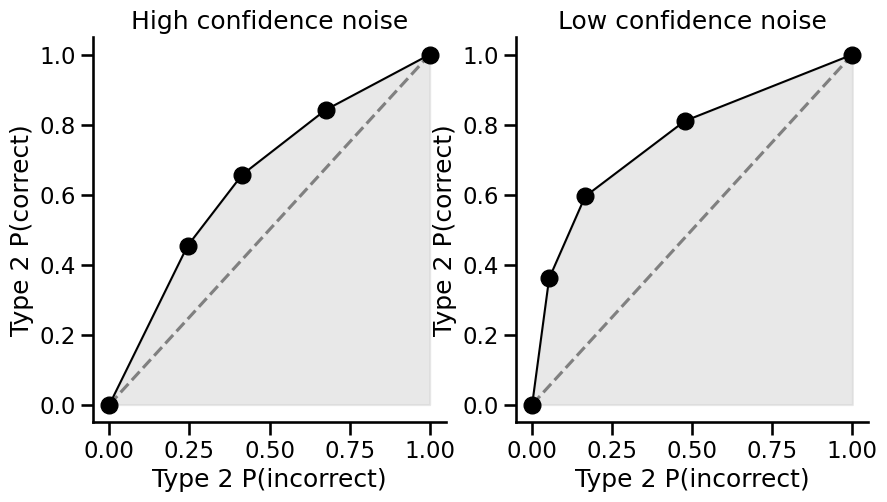 High confidence noise
Type 2 P(correct)
1.0
0.8
0.6
0.4
0.2
0.0
0.00 0.25 0.50 0.75 1.00
Type 2 P(incorrect)
Low confidence noise
Type 2 P(correct)
1.0
0.8
0.6
0.4
0.2
0.0
0.00 0.25 0.50 0.75 1.00
Type 2 P(incorrect)